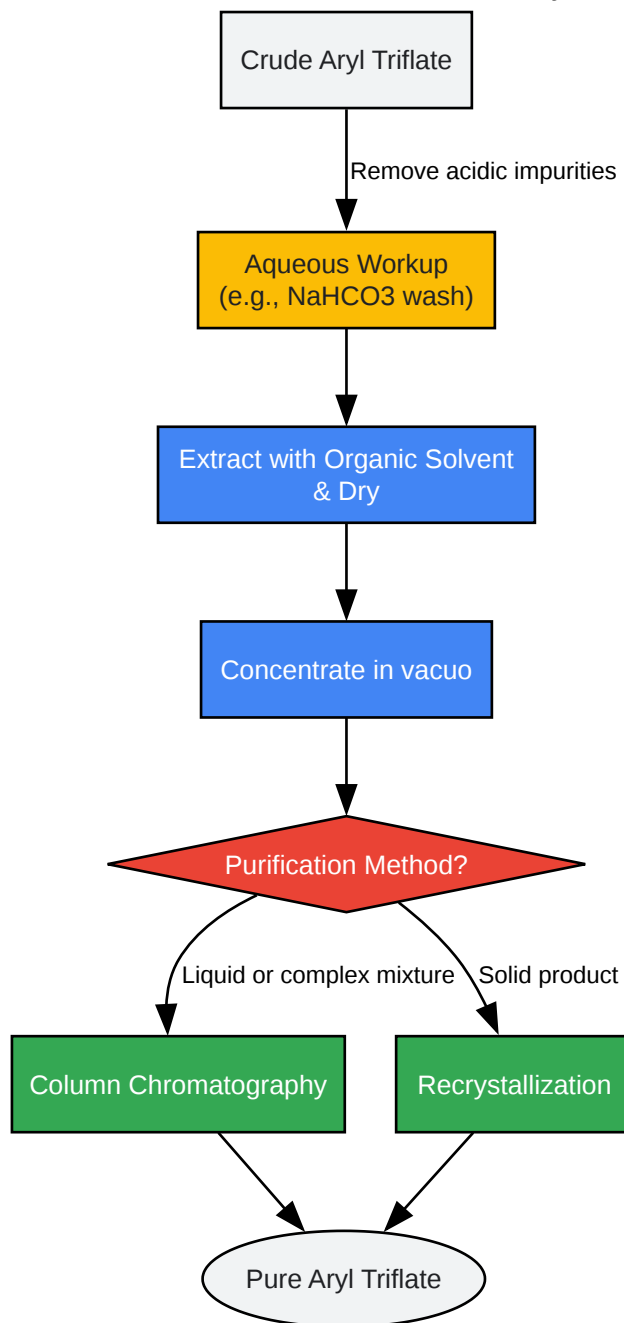 Crude Aryl Triflate
Remove acidic impurities
Aqueous Workup
(e.g., NaHCO3 wash)
Extract with Organic Solvent
& Dry
Concentrate in vacuo
Purification Method?
Liquid or complex mixture
Solid product
Column Chromatography
Recrystallization
Pure Aryl Triflate